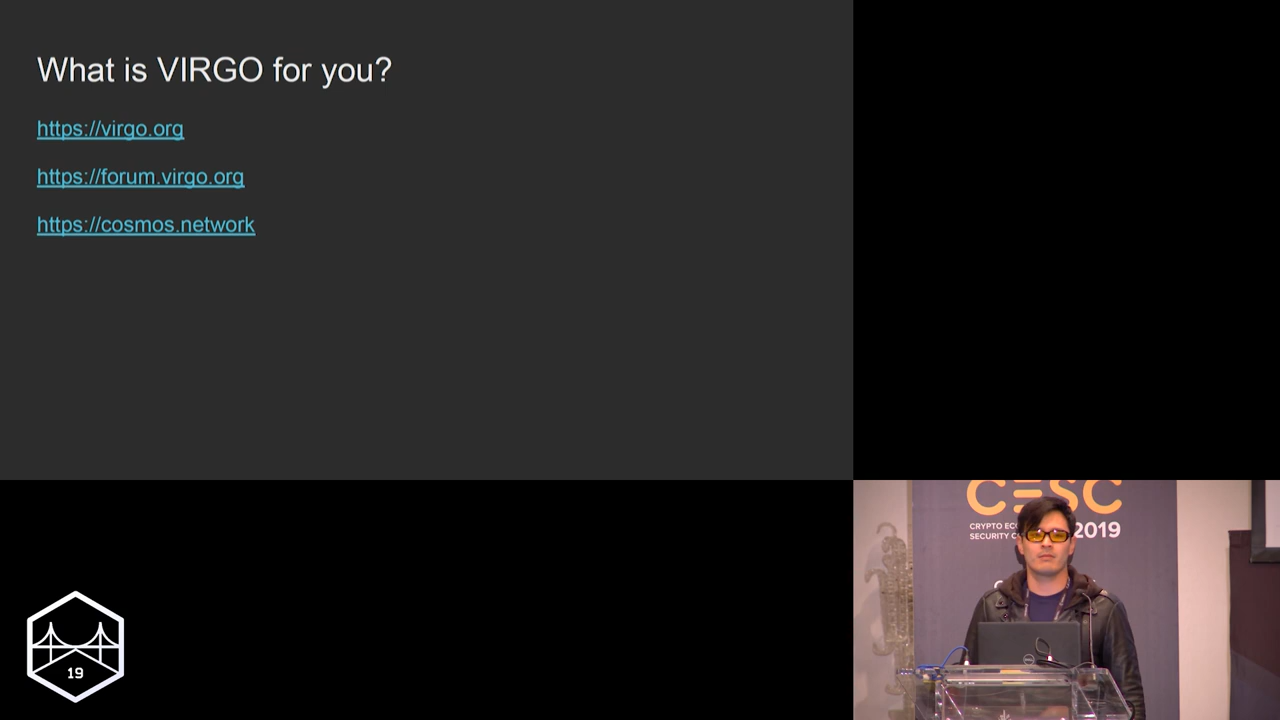 What is VIRGO for you?
https://virgo.org
https://forum.virgo.org
https://cosmos.network
CESC
CRYPTO ECO
SECURITY C
2019
19